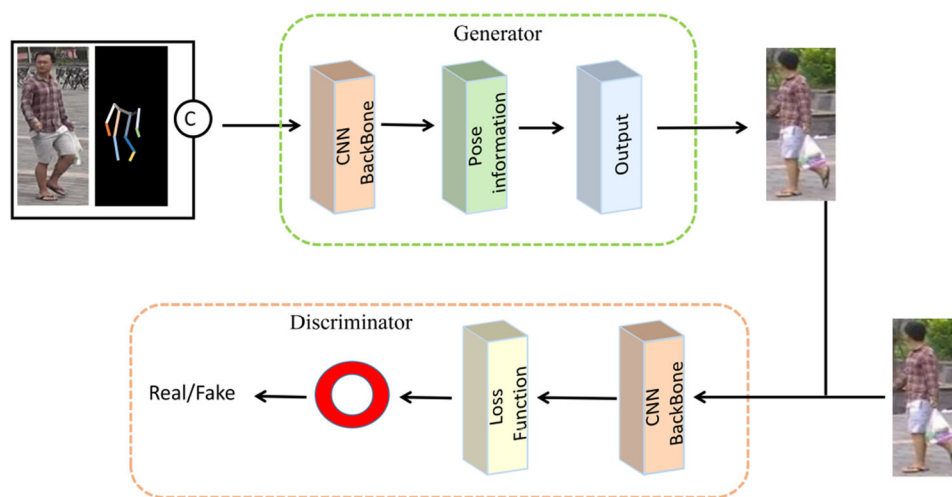 Generator
C
CNN
BackBone
Pose
information
Output
Discriminator
Real/Fake
Loss
Function
CNN
BackBone